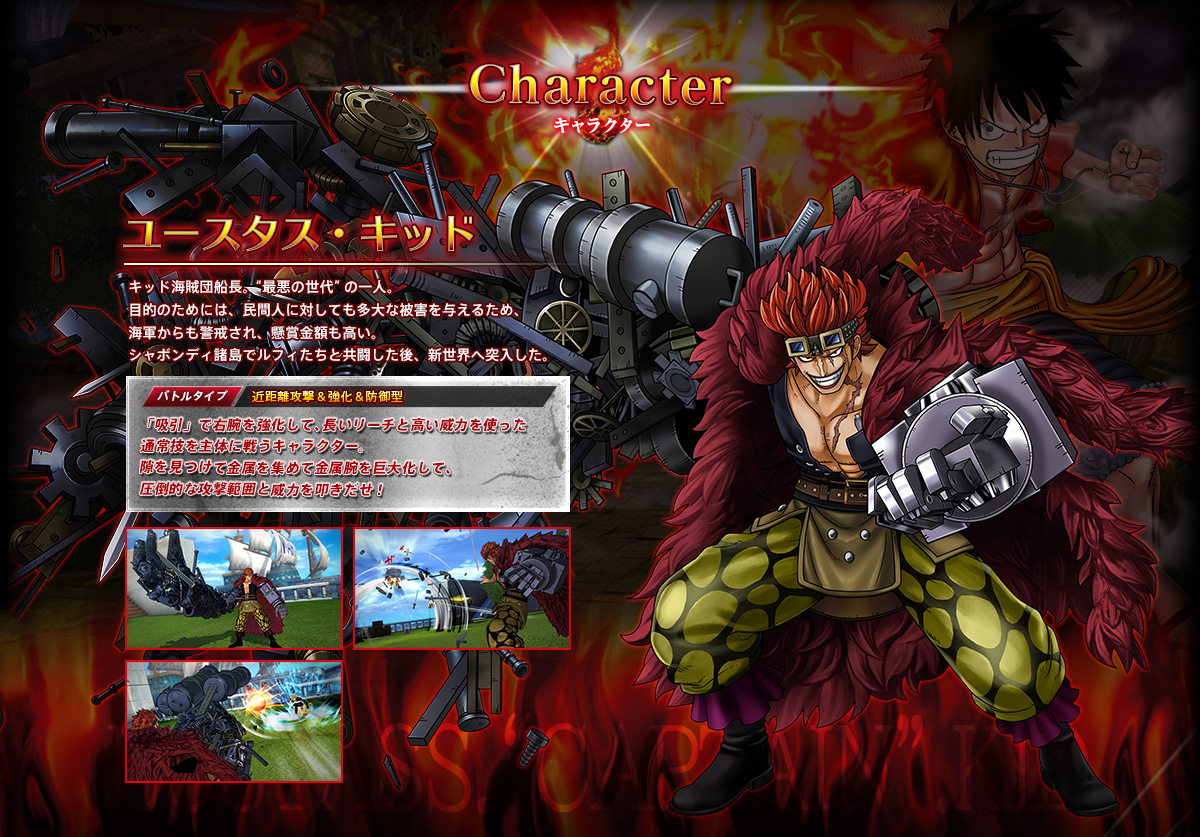 Character
キャラクター
ユースタス・キッド
キッド海賊団船長。“最悪の世代” の一人。
目的のためには、民間人に対しても多大な被害を与えるため、
海軍からも警戒され、懸賞金額も高い。
シャボンディ諸島でルフィたちと共闘した後、新世界へ突入した。
バトルタイプ 近距離攻撃＆強化＆防御型
「吸引」で右腕を強化して、長いリーチと高い威力を使った
通常技を主体に戦うキャラクター。
隙を見つけて金属を集めて金属腕を巨大化して、
圧倒的な攻撃範囲と威力を叩きだせ！
EUSTASS."CAPTAIN".KID